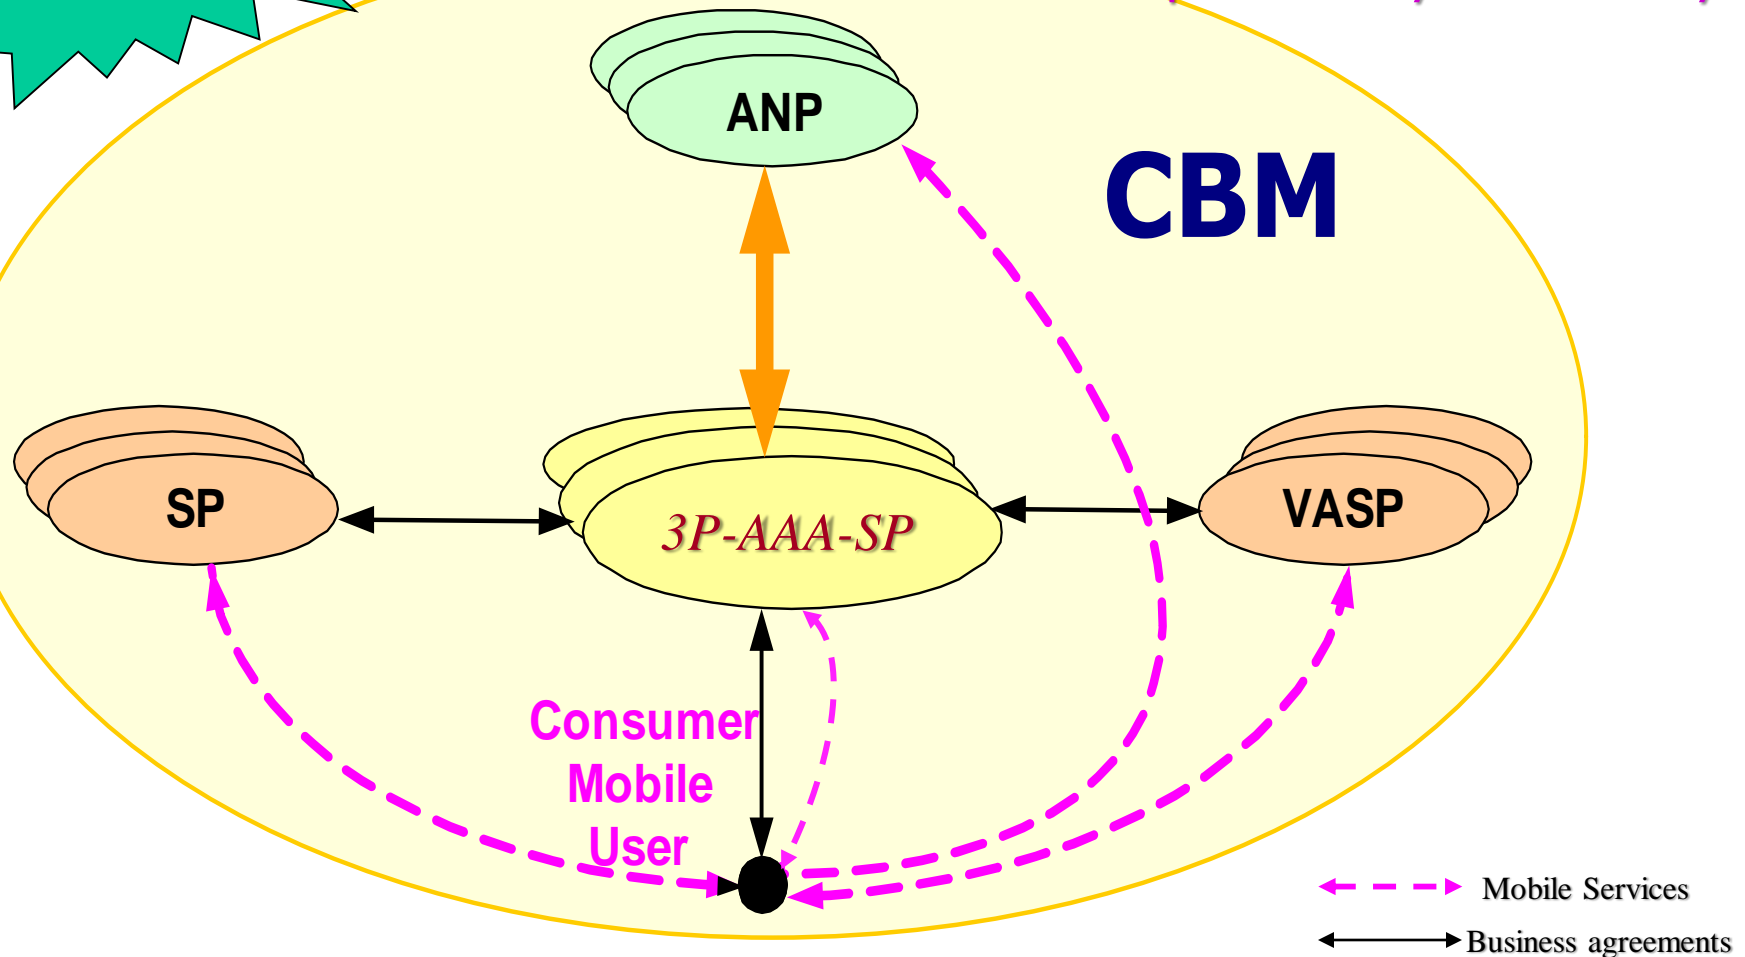 ANP
CBM
SP
3P-AAA-SP
VASP
Consumer
Mobile
User
Mobile Services
Business agreements